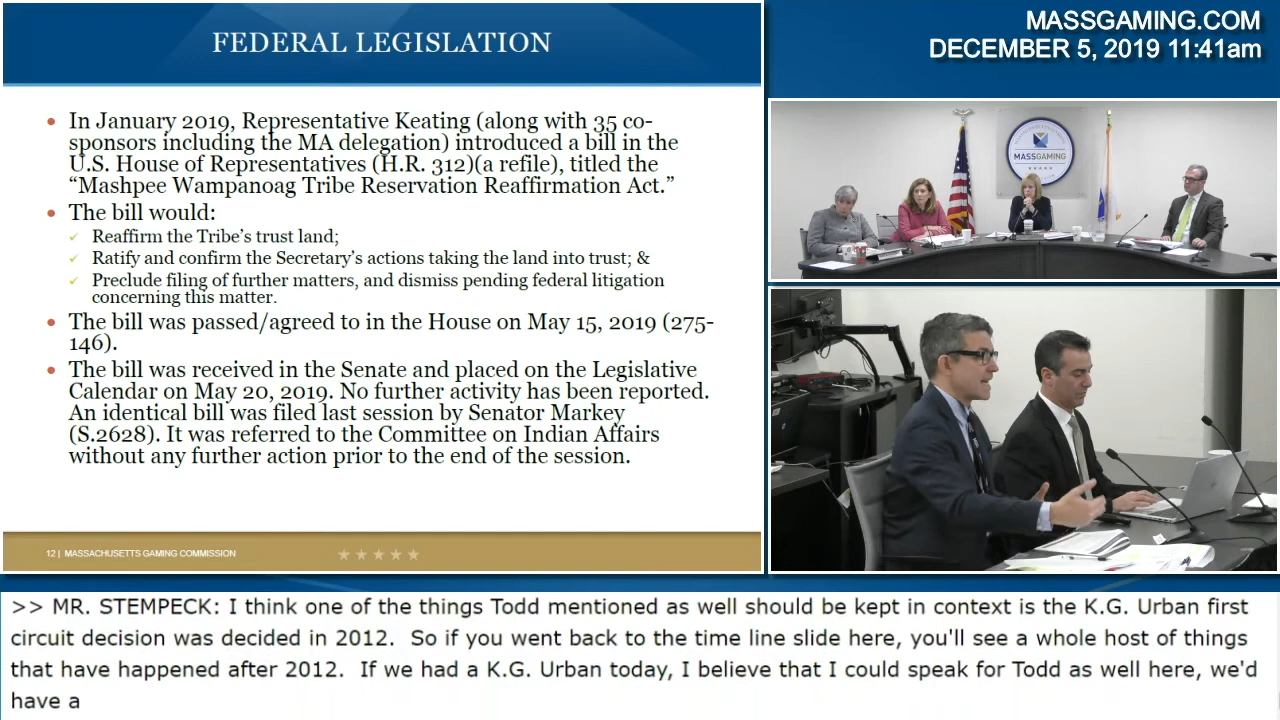 FEDERAL LEGISLATION
• In January 2019, Representative Keating (along with 35 co-
sponsors including the MA delegation) introduced a bill in the
U.S. House of Representatives (H.R. 312)(a refile), titled the
“Mashpee Wampanoag Tribe Reservation Reaffirmation Act.”
• The bill would:
✓ Reaffirm the Tribe’s trust land;
✓ Ratify and confirm the Secretary’s actions taking the land into trust; &
✓ Preclude filing of further matters, and dismiss pending federal litigation
concerning this matter.
• The bill was passed/agreed to in the House on May 15, 2019 (275-
146).
• The bill was received in the Senate and placed on the Legislative
Calendar on May 20, 2019. No further activity has been reported.
An identical bill was filed last session by Senator Markey
(S.2628). It was referred to the Committee on Indian Affairs
without any further action prior to the end of the session.
12 | MASSACHUSETTS GAMING COMMISSION
MASSGAMING.COM
DECEMBER 5, 2019 11:41am
MASSGAMING
>> MR. STEMPECK: I think one of the things Todd mentioned as well should be kept in context is the K.G. Urban first
circuit decision was decided in 2012.  So if you went back to the time line slide here, you'll see a whole host of things
that have happened after 2012.  If we had a K.G. Urban today, I believe that I could speak for Todd as well here, we'd
have a